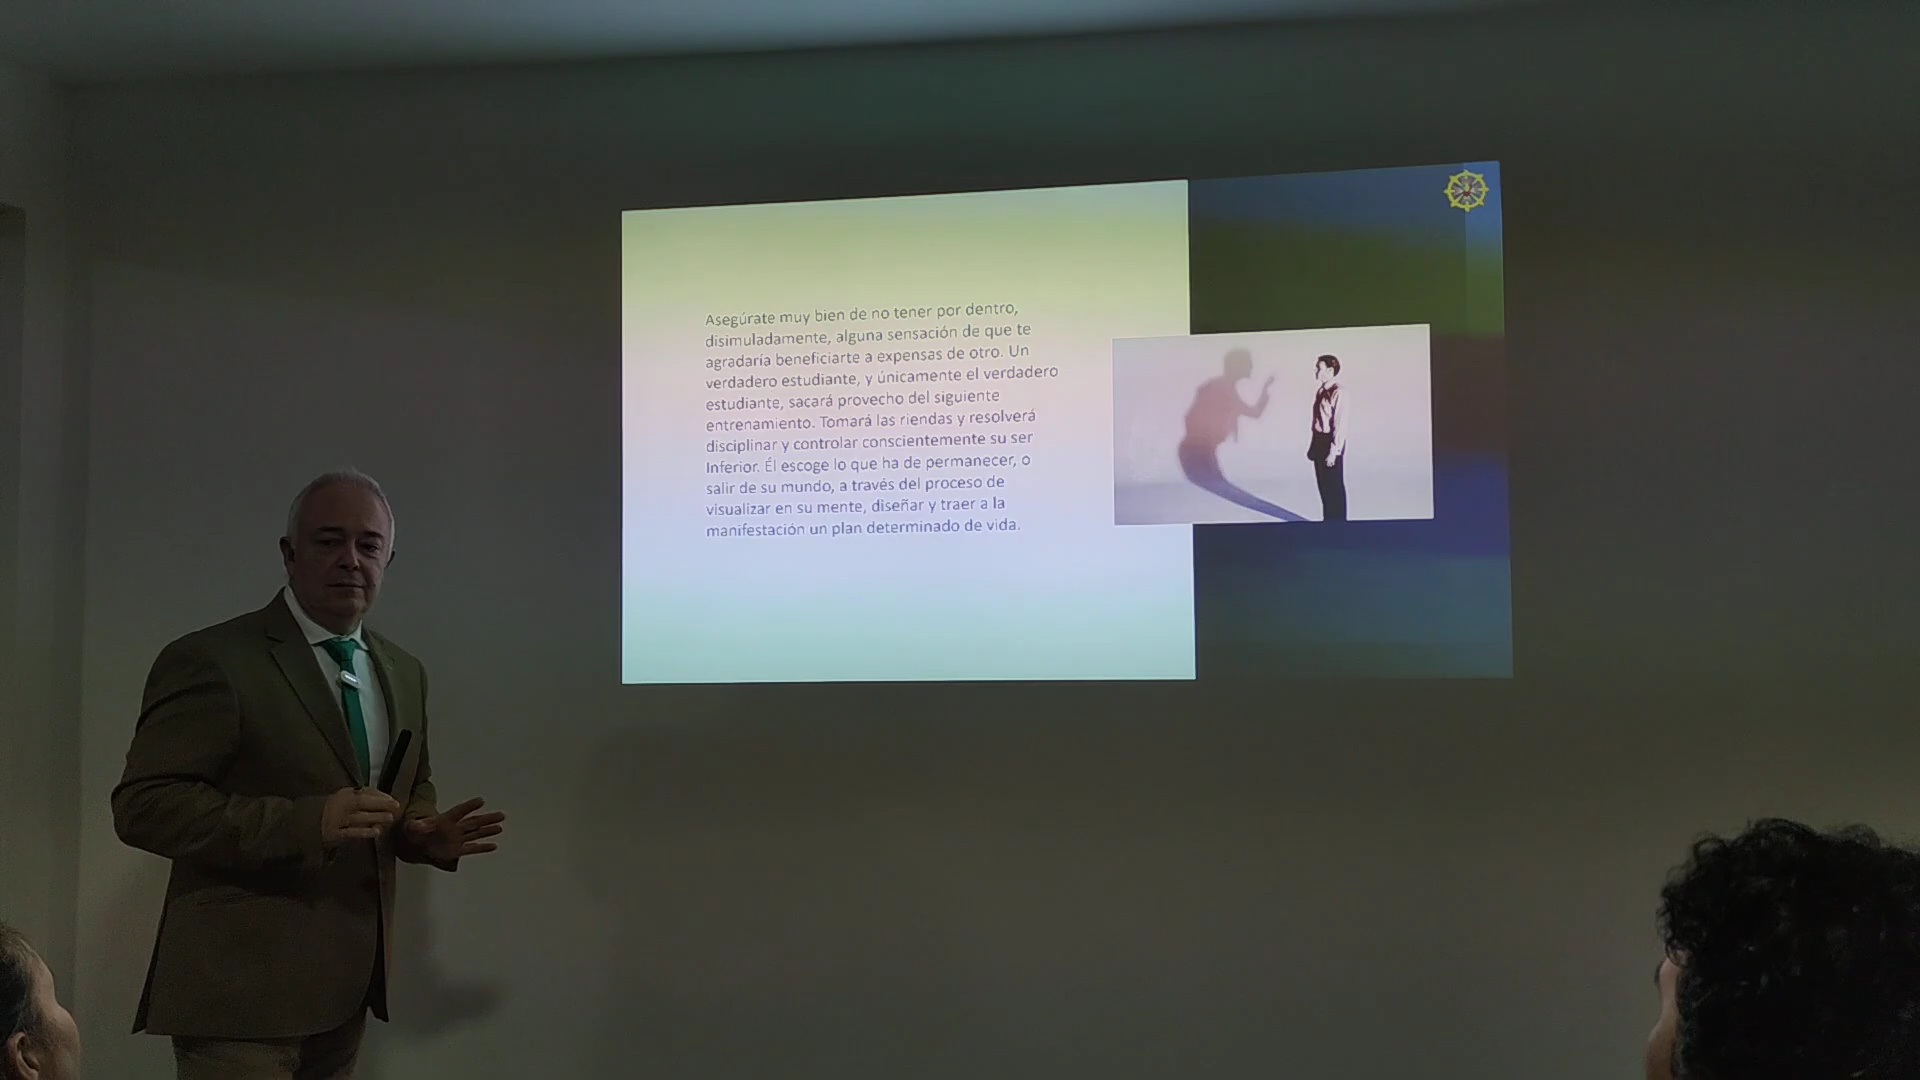 Asegúrate muy bien de no tener por dentro,
disimuladamente, alguna sensación de que te
agradaría beneficiarte a expensas de otro. Un
verdadero estudiante, y únicamente el verdadero
estudiante, sacará provecho del siguiente
entrenamiento. Tomará las riendas y resolverá
disciplinar y controlar conscientemente su ser
Inferior. Él escoge lo que ha de permanecer, o
salir de su mundo, a través del proceso de
visualizar en su mente, diseñar y traer a la
manifestación un plan determinado de vida.